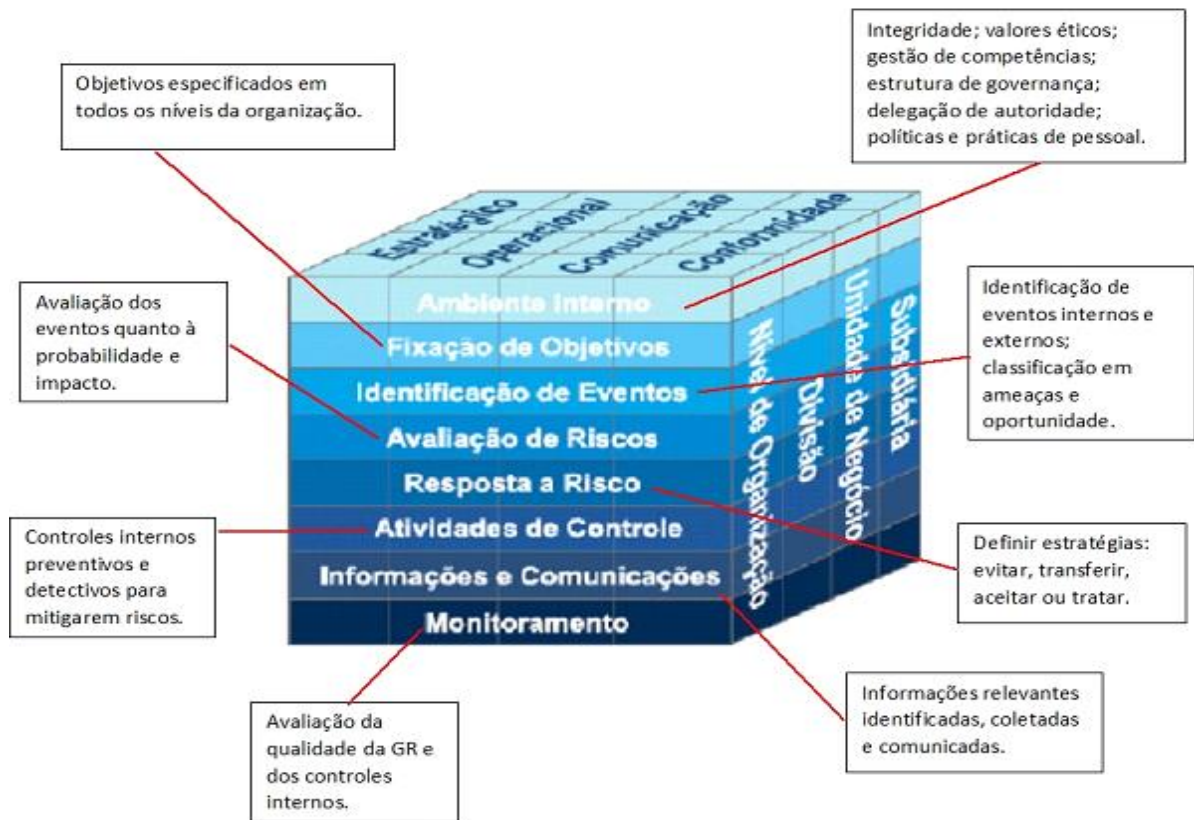 Integridade; valores éticos;
gestão de competências;
estrutura de governança;
delegação de autoridade;
políticas e práticas de pessoal.
Objetivos especificados em
todos os níveis da organização.
Estratégico
Operacional
Comunicação
Conformidade
Avaliação dos
eventos quanto à
probabilidade e
impacto.
Ambiente Interno
Fixação de Objetivos
Identificação de Eventos
Avaliação de Riscos
Resposta a Risco
Atividades de Controle
Informações e Comunicações
Monitoramento
Nível de Organização
Divisão
Unidade de Negócio
Subsidiária
Identificação de
eventos internos e
externos;
classificação em
ameaças e
oportunidade.
Controles internos
preventivos e
detectivos para
mitigarem riscos.
Definir estratégias:
evitar, transferir,
aceitar ou tratar.
Informações relevantes
identificadas, coletadas
e comunicadas.
Avaliação da
qualidade da GR e
dos controles
internos.